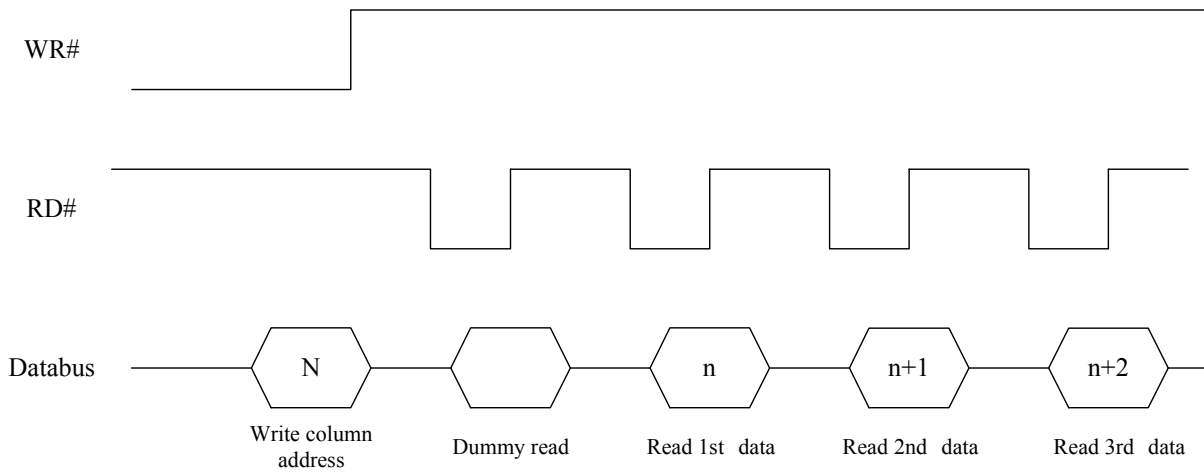 WR#
RD#
Databus
N
n
n+1
n+2
Write column
address
Dummy read
Read 1st data
Read 2nd data
Read 3rd data